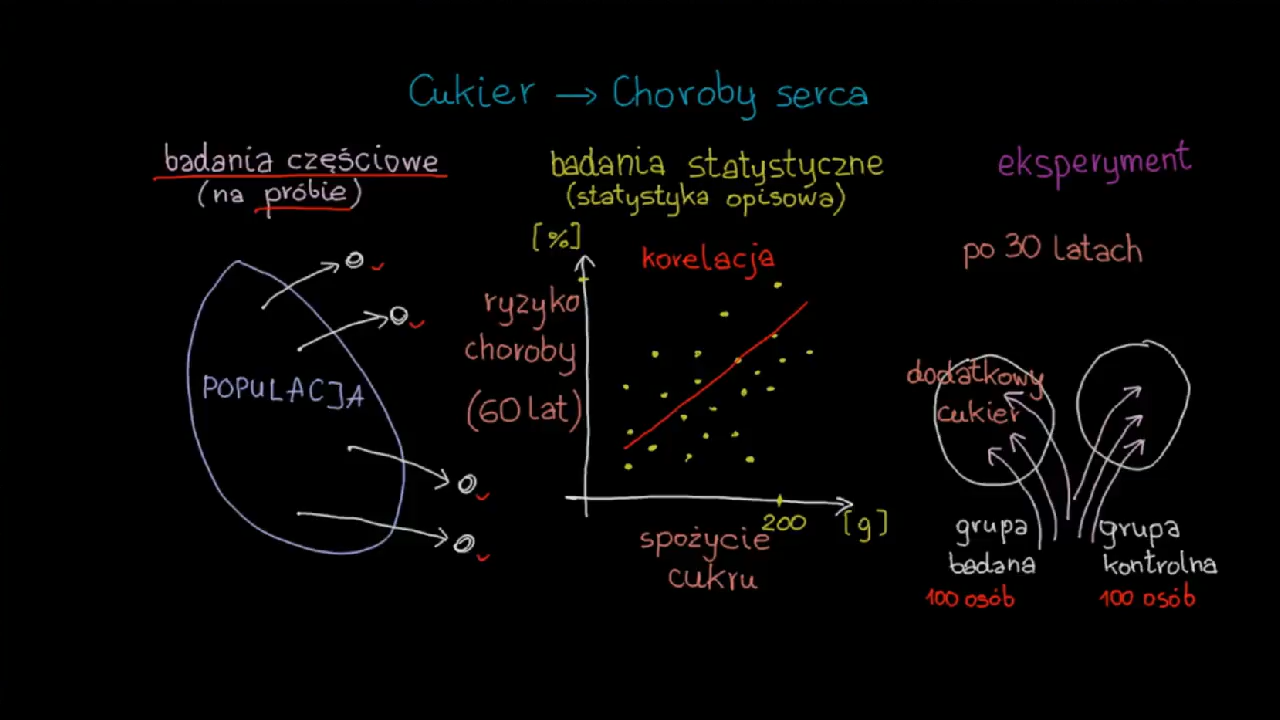 Cukier → Choroby serca
badania częściowe
(na próbie)
POPULACJA
badania statystyczne
(statystyka opisowa)
[%]
korelacja
ryzyko
choroby
(60 lat)
200
[g]
spożycie
cukru
eksperyment
po 30 latach
dodatkowy
cukier
grupa
badana
100 osób
grupa
kontrolna
100 osób